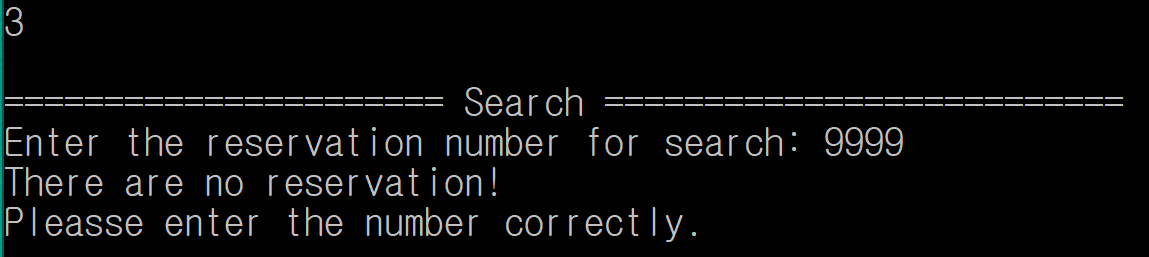 3
====================== Search ==========================
Enter the reservation number for search: 9999
There are no reservation!
Pleasse enter the number correctly.